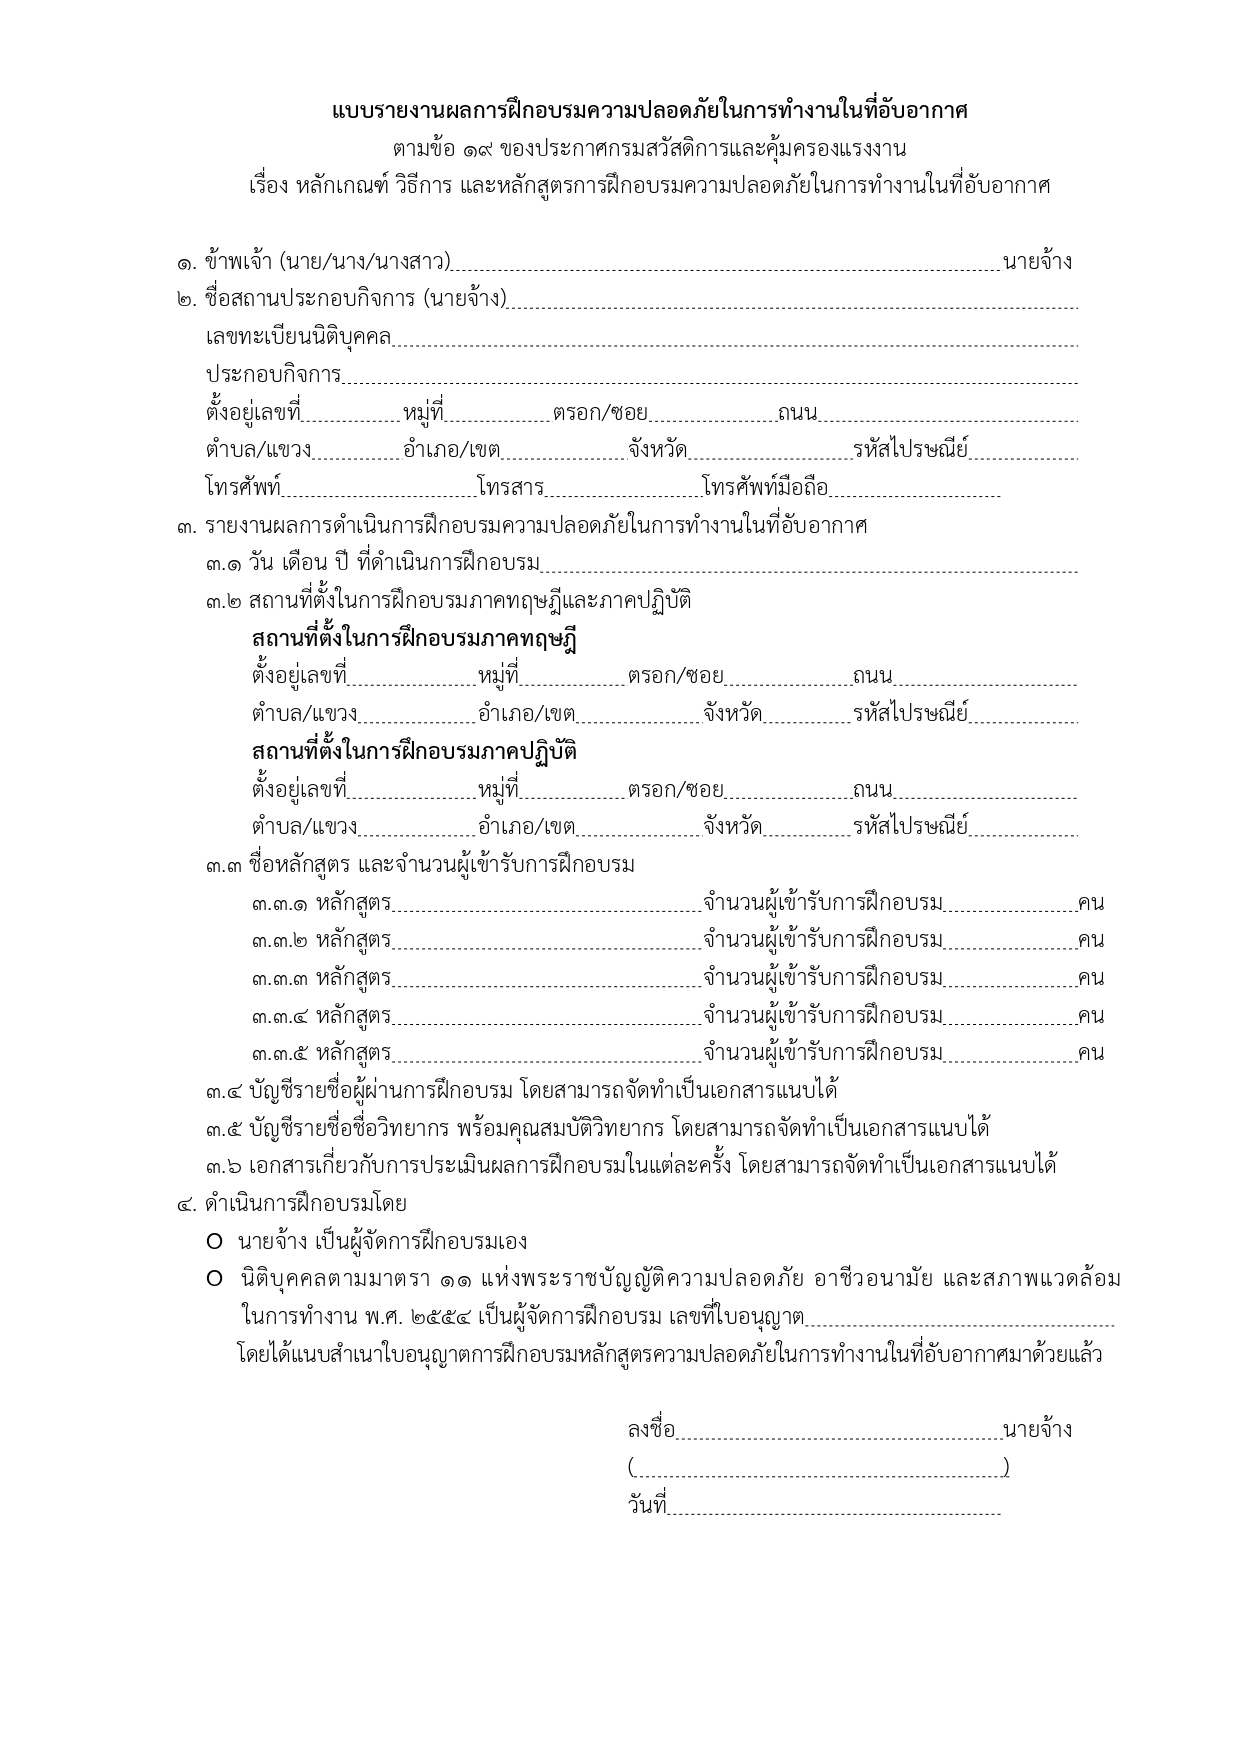 แบบรายงานผลการฝึกอบรมความปลอดภัยในการทำงานในที่อับอากาศ
ตามข้อ ๑๙ ของประกาศกรมสวัสดิการและคุ้มครองแรงงาน
เรื่อง หลักเกณฑ์ วิธีการ และหลักสูตรการฝึกอบรมความปลอดภัยในการทำงานในที่อับอากาศ
๑. ข้าพเจ้า (นาย/นาง/นางสาว) นายจ้าง
๒. ชื่อสถานประกอบกิจการ (นายจ้าง)
เลขทะเบียนนิติบุคคล
ประกอบกิจการ
ตั้งอยู่เลขที่ หมู่ที่ ตรอก/ซอย ถนน
ตำบล/แขวง อำเภอ/เขต จังหวัด รหัสไปรษณีย์
โทรศัพท์ โทรสาร โทรศัพท์มือถือ
๓. รายงานผลการดำเนินการฝึกอบรมความปลอดภัยในการทำงานในที่อับอากาศ
๓.๑ วัน เดือน ปี ที่ดำเนินการฝึกอบรม
๓.๒ สถานที่ตั้งในการฝึกอบรมภาคทฤษฎีและภาคปฏิบัติ
สถานที่ตั้งในการฝึกอบรมภาคทฤษฎี
ตั้งอยู่เลขที่ หมู่ที่ ตรอก/ซอย ถนน
ตำบล/แขวง อำเภอ/เขต จังหวัด รหัสไปรษณีย์
สถานที่ตั้งในการฝึกอบรมภาคปฏิบัติ
ตั้งอยู่เลขที่ หมู่ที่ ตรอก/ซอย ถนน
ตำบล/แขวง อำเภอ/เขต จังหวัด รหัสไปรษณีย์
๓.๓ ชื่อหลักสูตร และจำนวนผู้เข้ารับการฝึกอบรม
๓.๓.๑ หลักสูตร จำนวนผู้เข้ารับการฝึกอบรม คน
๓.๓.๒ หลักสูตร จำนวนผู้เข้ารับการฝึกอบรม คน
๓.๓.๓ หลักสูตร จำนวนผู้เข้ารับการฝึกอบรม คน
๓.๓.๔ หลักสูตร จำนวนผู้เข้ารับการฝึกอบรม คน
๓.๓.๕ หลักสูตร จำนวนผู้เข้ารับการฝึกอบรม คน
๓.๔ บัญชีรายชื่อผู้ผ่านการฝึกอบรม โดยสามารถจัดทำเป็นเอกสารแนบได้
๓.๕ บัญชีรายชื่อชื่อวิทยากร พร้อมคุณสมบัติวิทยากร โดยสามารถจัดทำเป็นเอกสารแนบได้
๓.๖ เอกสารเกี่ยวกับการประเมินผลการฝึกอบรมในแต่ละครั้ง โดยสามารถจัดทำเป็นเอกสารแนบได้
๔. ดำเนินการฝึกอบรมโดย
O นายจ้าง เป็นผู้จัดการฝึกอบรมเอง
O นิติบุคคลตามมาตรา ๑๑ แห่งพระราชบัญญัติความปลอดภัย อาชีวอนามัย และสภาพแวดล้อม
ในการทำงาน พ.ศ. ๒๕๕๔ เป็นผู้จัดการฝึกอบรม เลขที่ใบอนุญาต
โดยได้แนบสำเนาใบอนุญาตการฝึกอบรมหลักสูตรความปลอดภัยในการทำงานในที่อับอากาศมาด้วยแล้ว
ลงชื่อ นายจ้าง
( )
วันที่